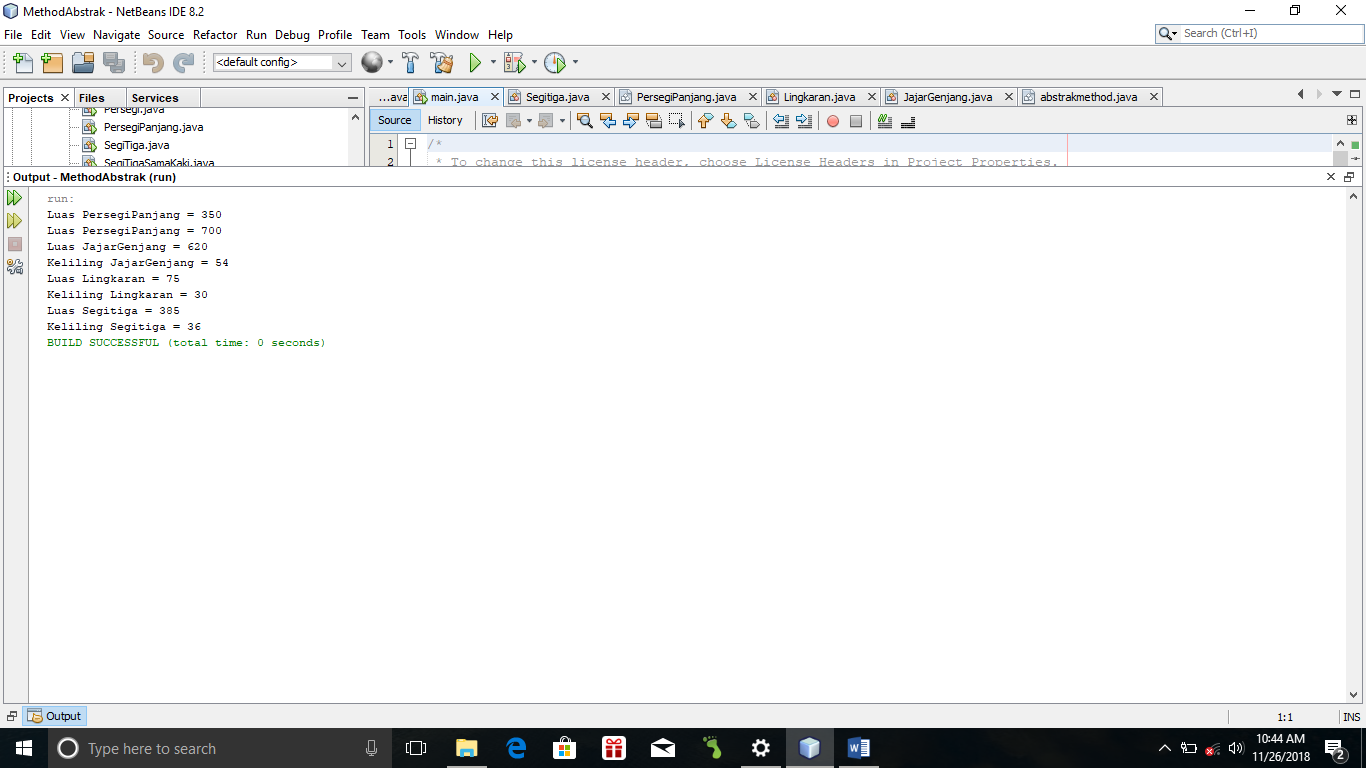 MethodAbstrak - NetBeans IDE 8.2
File Edit View Navigate Source Refactor Run Debug Profile Team Tools Window Help
Search (Ctrl+I)
<default config>
Projects Files Services
...ava main.java Segitiga.java PersegiPanjang.java Lingkaran.java JajarGenjang.java abstrakmethod.java
Persegi.java
PersegiPanjang.java
SegiTiga.java
SegiTigaSamaKaki.java
Source History
1 /*
2 * To change this license header, choose License Headers in Project Properties.
Output - MethodAbstrak (run)
run:
Luas PersegiPanjang = 350
Luas PersegiPanjang = 700
Luas JajarGenjang = 620
Keliling JajarGenjang = 54
Luas Lingkaran = 75
Keliling Lingkaran = 30
Luas Segitiga = 385
Keliling Segitiga = 36
BUILD SUCCESSFUL (total time: 0 seconds)
Output
1:1 INS
Type here to search
10:44 AM
11/26/2018
2